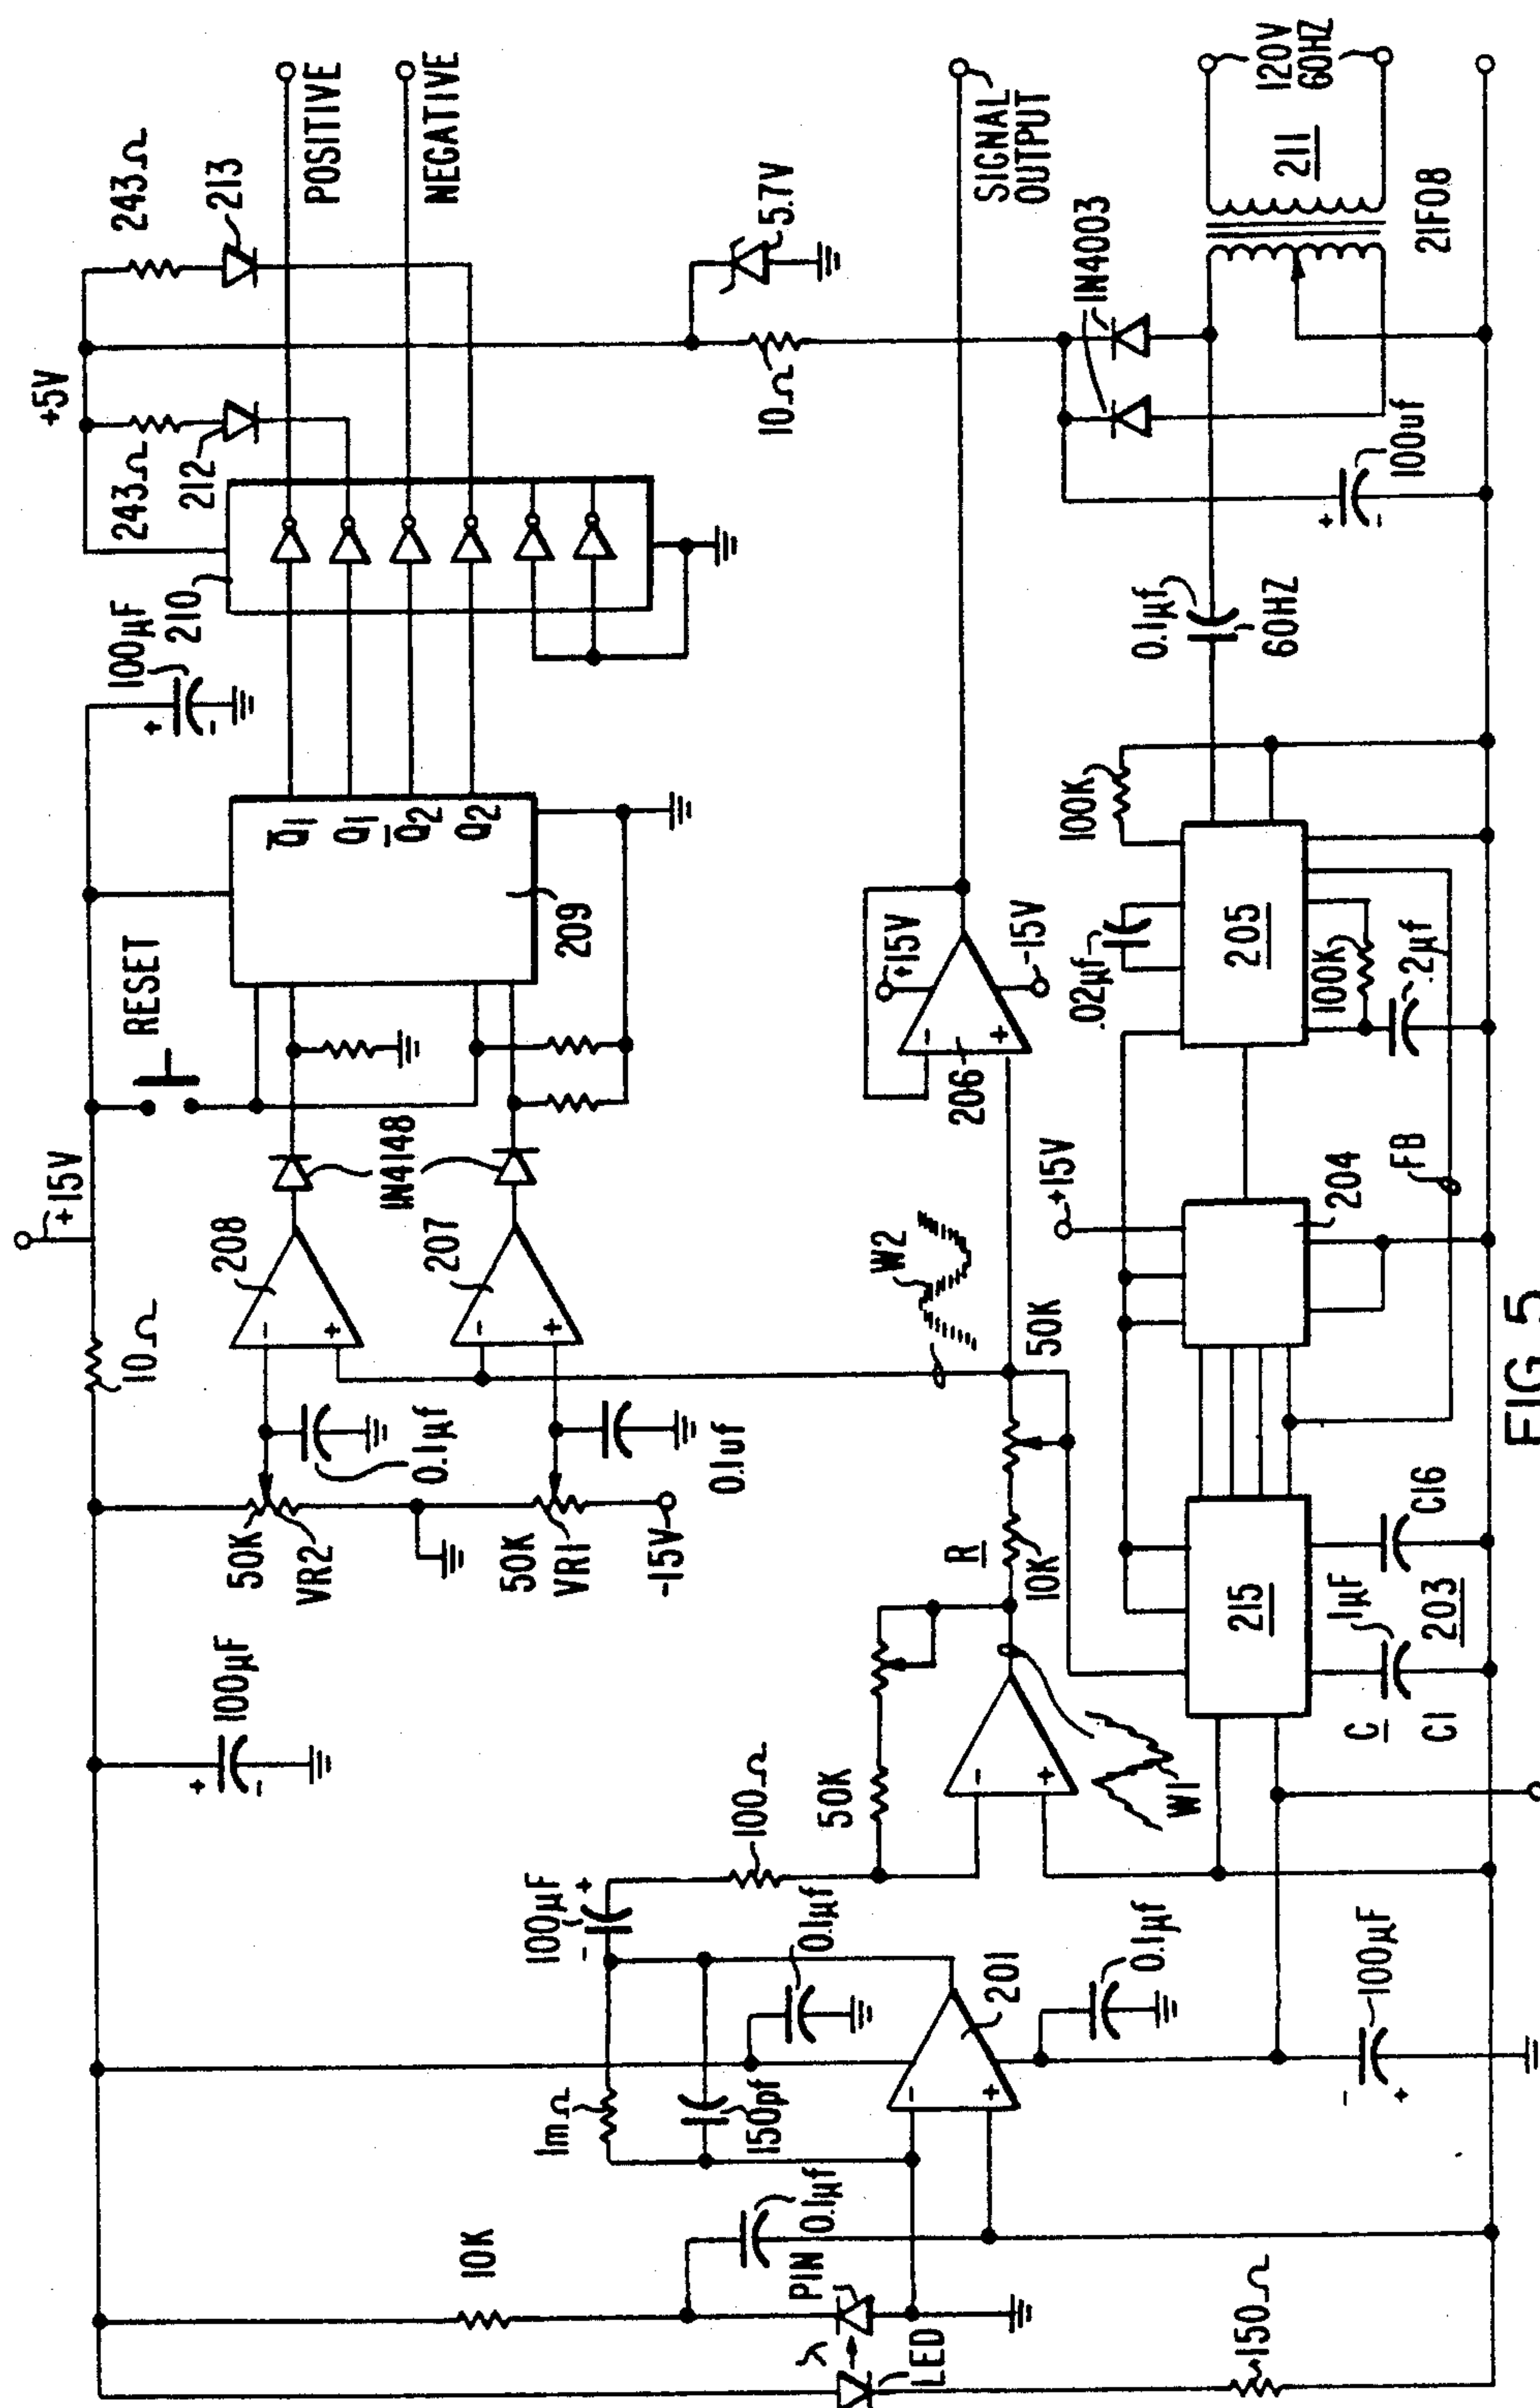 +15V
10Ω
100µF
+
-
50K
VR2
0.1µf
50K
VR1
-15V
0.1uf
208
-
+
207
-
+
IN4148
RESET
209
Q̅1
Q1
Q̅2
Q2
100µF
+
-
210
+5V
243Ω
212
243Ω
213
POSITIVE
NEGATIVE
5.7V
10Ω
10K
0.1µf
PIN
λ
LED
150Ω
1mΩ
150pf
100µF
-
+
0.1µf
201
-
+
0.1µf
100µF
-
+
100Ω
50K
-
+
W1
R
10K
50K
W2
206
-
+
+15V
-15V
SIGNAL
OUTPUT
215
C
C1
1µF
203
C16
204
+15V
FB
205
.02µf
100K
100K
.2µf
0.1µf
60HZ
IN4003
100uf
+
-
211
21F08
120V
60HZ
FIG 5